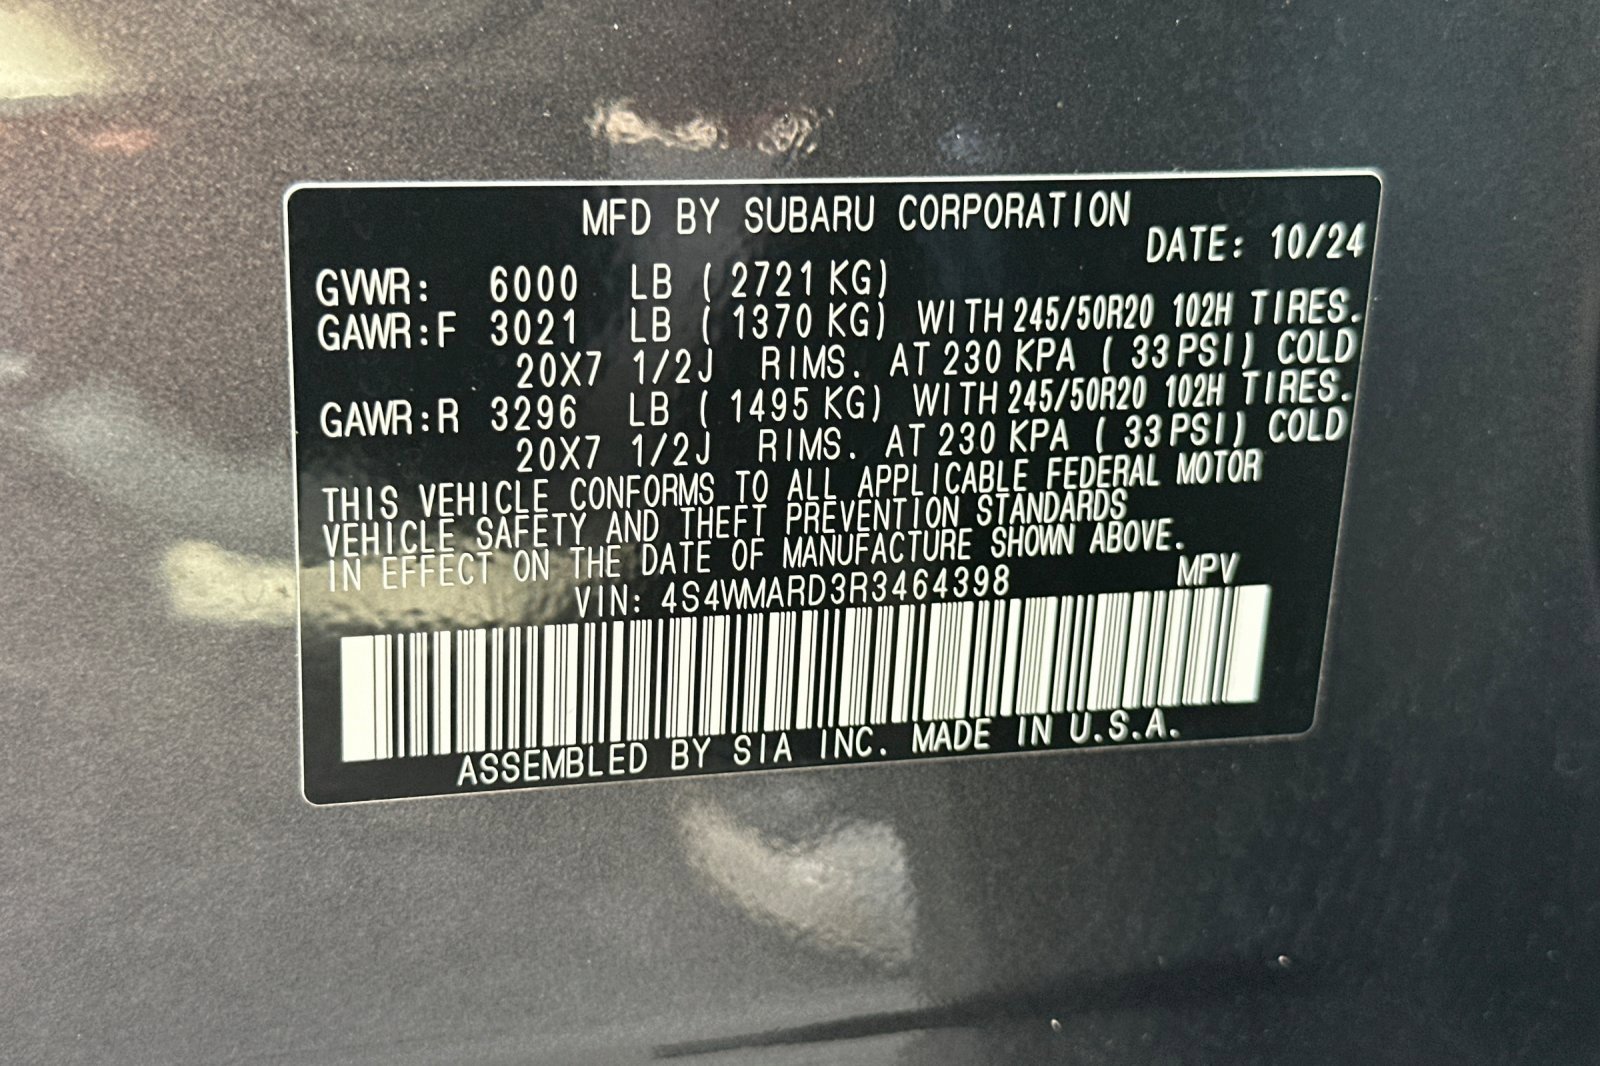 MFD BY SUBARU CORPORATION
DATE: 10/24
GVWR: 6000 LB ( 2721 KG)
GAWR:F 3021 LB ( 1370 KG) WITH 245/50R20 102H TIRES.
20X7 1/2J RIMS. AT 230 KPA ( 33 PSI) COLD
GAWR:R 3296 LB ( 1495 KG) WITH 245/50R20 102H TIRES.
20X7 1/2J RIMS. AT 230 KPA ( 33 PSI) COLD
THIS VEHICLE CONFORMS TO ALL APPLICABLE FEDERAL MOTOR
VEHICLE SAFETY AND THEFT PREVENTION STANDARDS
IN EFFECT ON THE DATE OF MANUFACTURE SHOWN ABOVE.
VIN: 4S4WMARD3R3464398 MPV
ASSEMBLED BY SIA INC. MADE IN U.S.A.